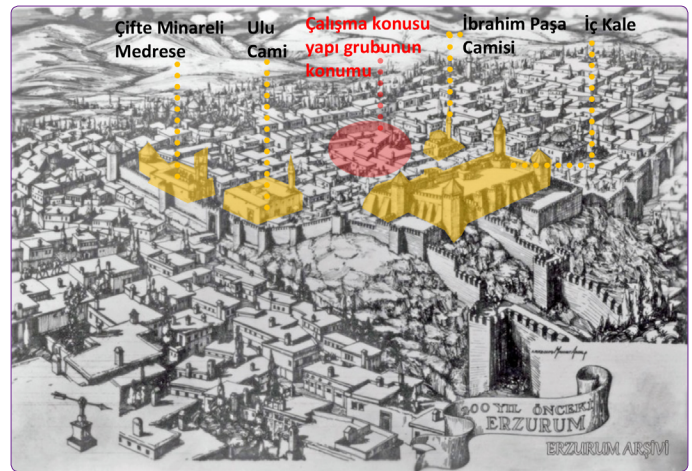 Çifte Minareli
Medrese
Ulu
Cami
Çalışma konusu
yapı grubunun
konumu
İbrahim Paşa
Camisi
İç Kale
200 YIL ÖNCEKİ
ERZURUM
ERZURUM ARŞİVİ